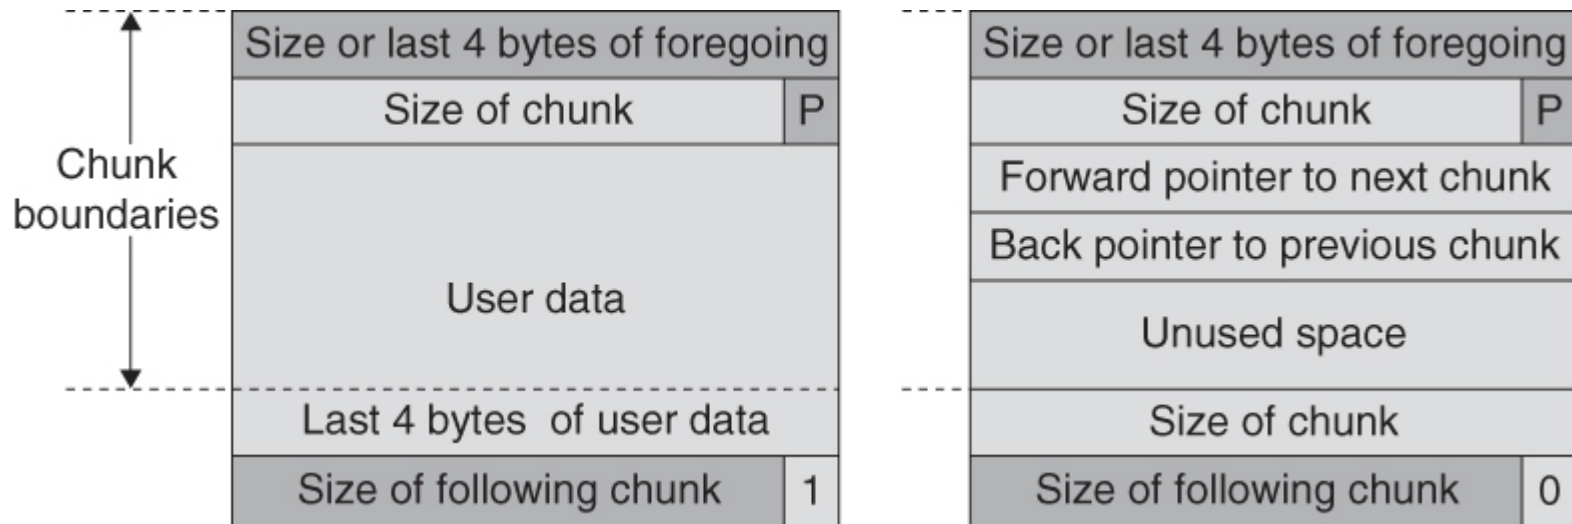 Size or last 4 bytes of foregoing
Size of chunk P
Chunk
boundaries
User data
Last 4 bytes of user data
Size of following chunk 1
Size or last 4 bytes of foregoing
Size of chunk P
Forward pointer to next chunk
Back pointer to previous chunk
Unused space
Size of chunk
Size of following chunk 0